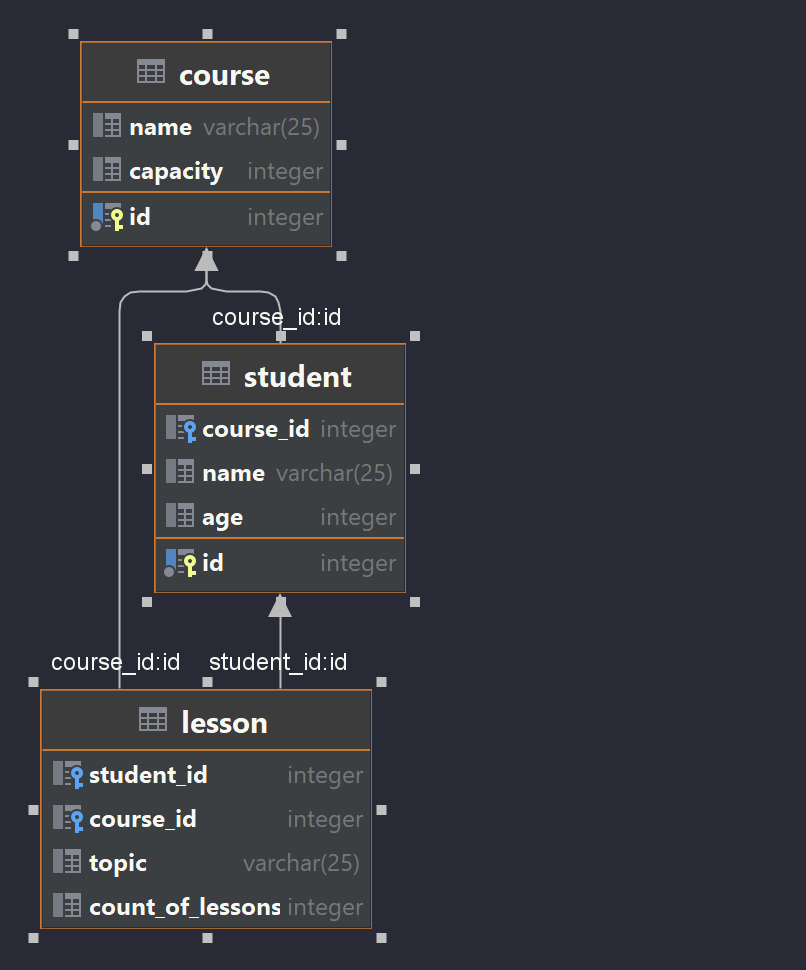 course
name varchar(25)
capacity integer
id integer
course_id:id
student
course_id integer
name varchar(25)
age integer
id integer
course_id:id student_id:id
lesson
student_id integer
course_id integer
topic varchar(25)
count_of_lessons integer